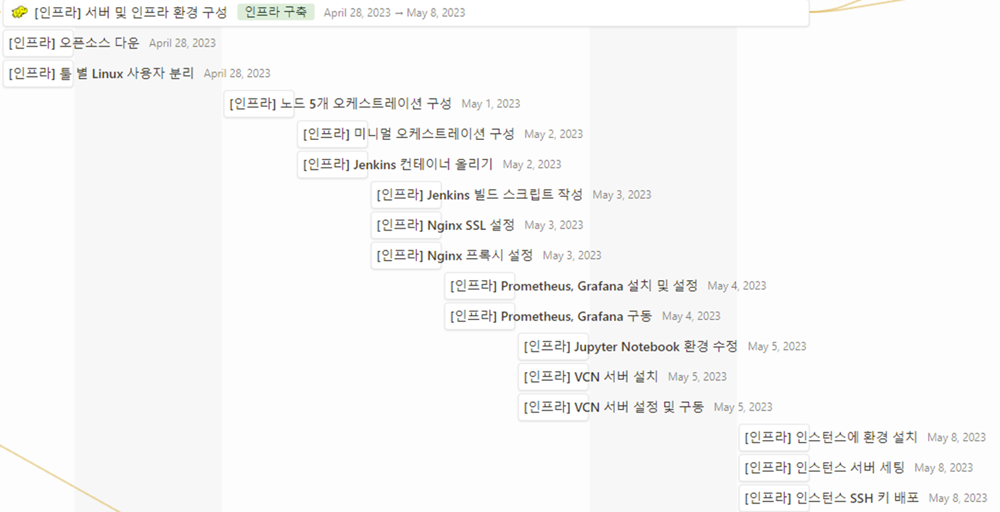 [인프라] 서버 및 인프라 환경 구성 인프라 구축 April 28, 2023 → May 8, 2023
[인프라] 오픈소스 다운 April 28, 2023
[인프라] 툴 별 Linux 사용자 분리 April 28, 2023
[인프라] 노드 5개 오케스트레이션 구성 May 1, 2023
[인프라] 미니멀 오케스트레이션 구성 May 2, 2023
[인프라] Jenkins 컨테이너 올리기 May 2, 2023
[인프라] Jenkins 빌드 스크립트 작성 May 3, 2023
[인프라] Nginx SSL 설정 May 3, 2023
[인프라] Nginx 프록시 설정 May 3, 2023
[인프라] Prometheus, Grafana 설치 및 설정 May 4, 2023
[인프라] Prometheus, Grafana 구동 May 4, 2023
[인프라] Jupyter Notebook 환경 수정 May 5, 2023
[인프라] VCN 서버 설치 May 5, 2023
[인프라] VCN 서버 설정 및 구동 May 5, 2023
[인프라] 인스턴스에 환경 설치 May 8, 2023
[인프라] 인스턴스 서버 세팅 May 8, 2023
[인프라] 인스턴스 SSH 키 배포 May 8, 2023